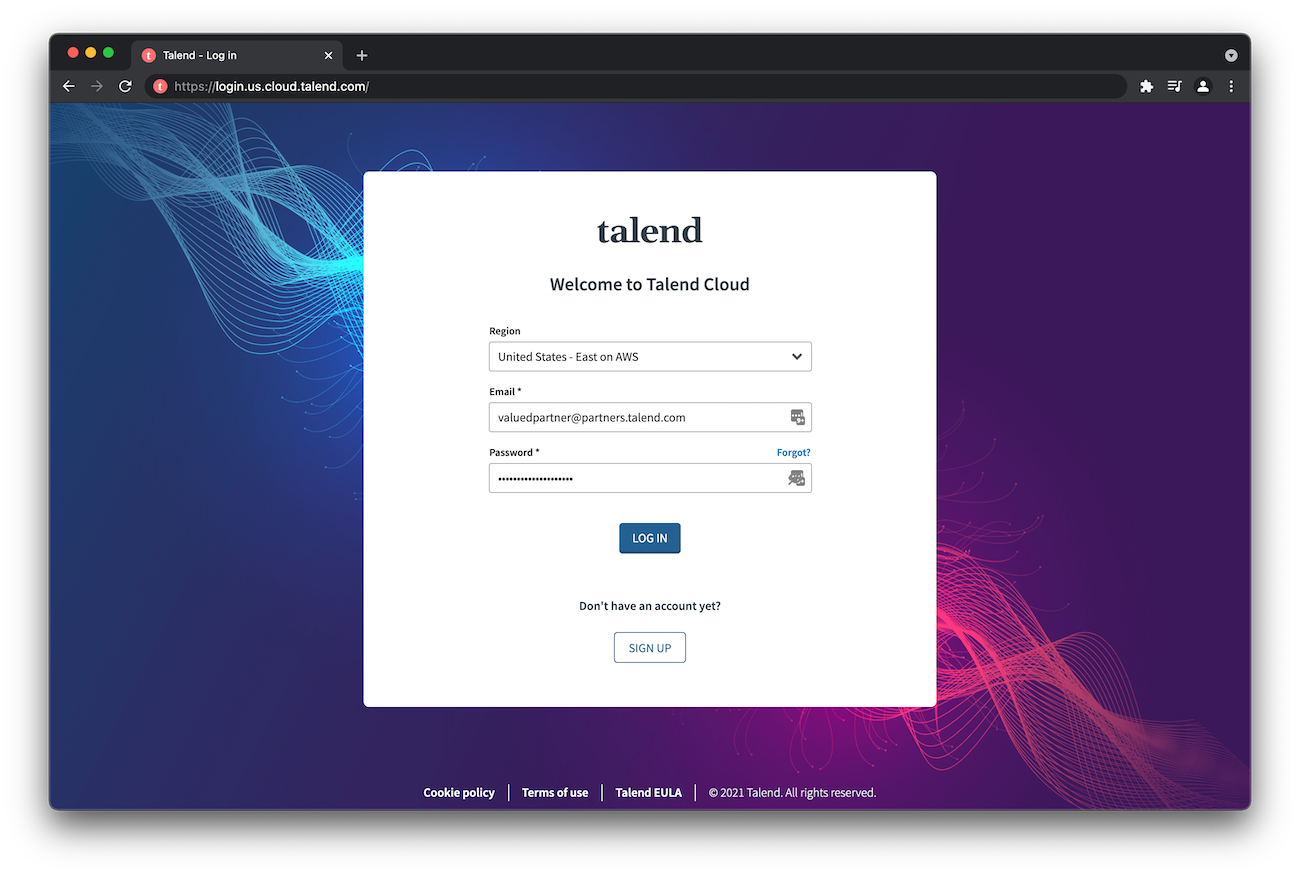 Talend - Log in
https://login.us.cloud.talend.com/
talend
Welcome to Talend Cloud
Region
United States - East on AWS
Email *
valuedpartner@partners.talend.com
Password * Forgot?
••••••••••••••••••••
LOG IN
Don't have an account yet?
SIGN UP
Cookie policy | Terms of use | Talend EULA | © 2021 Talend. All rights reserved.